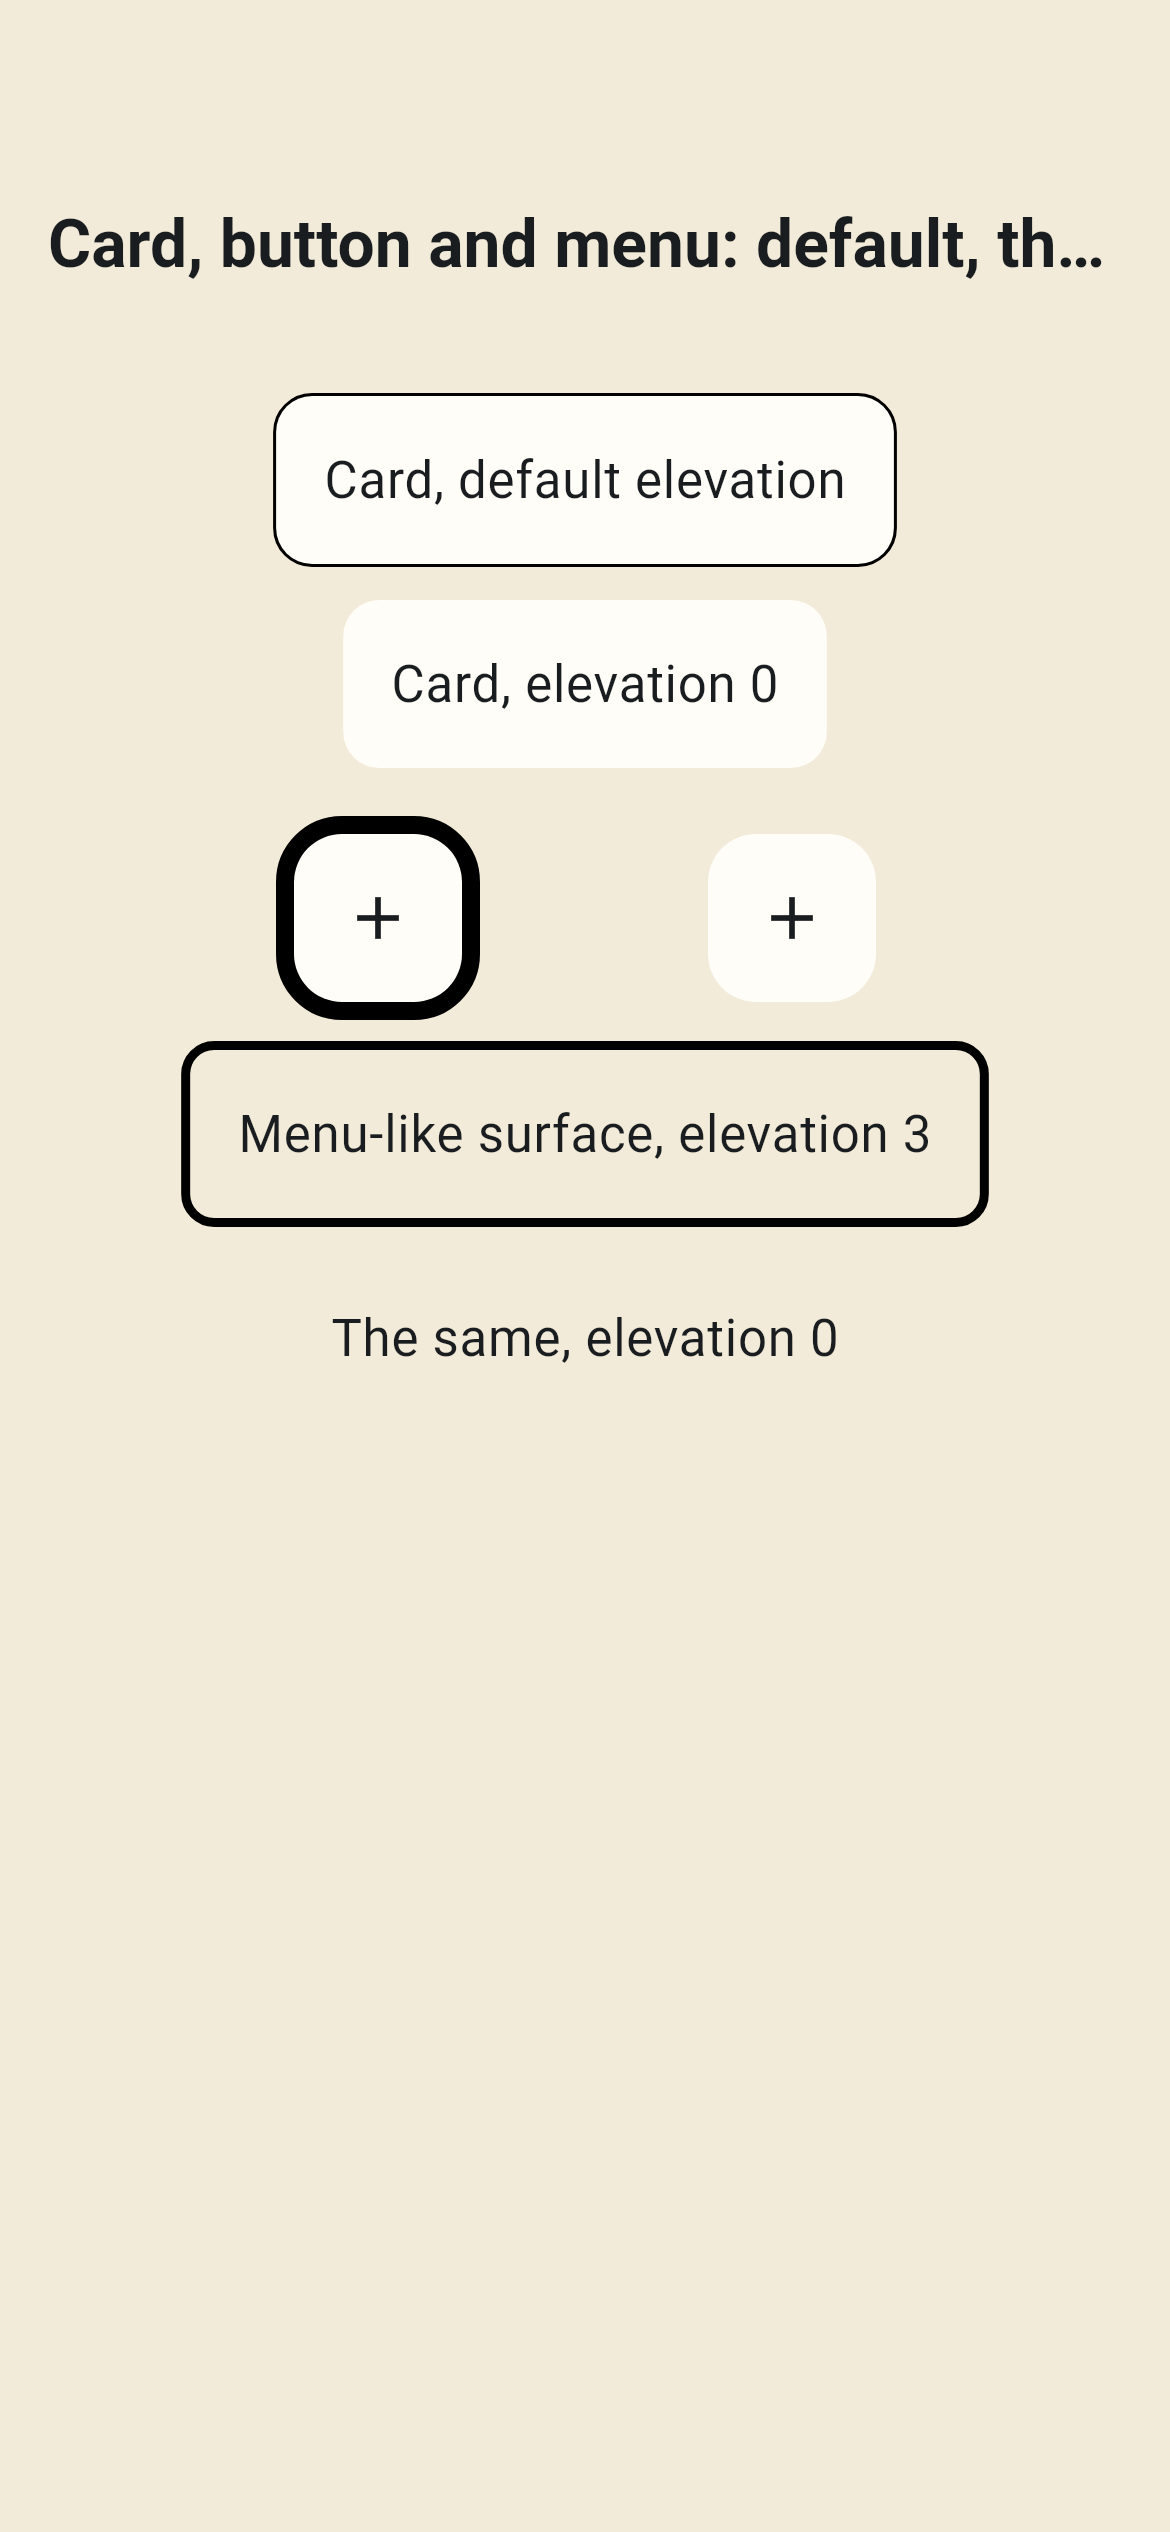 Card, button and menu: default, th…
Card, default elevation
Card, elevation 0
Menu-like surface, elevation 3
The same, elevation 0